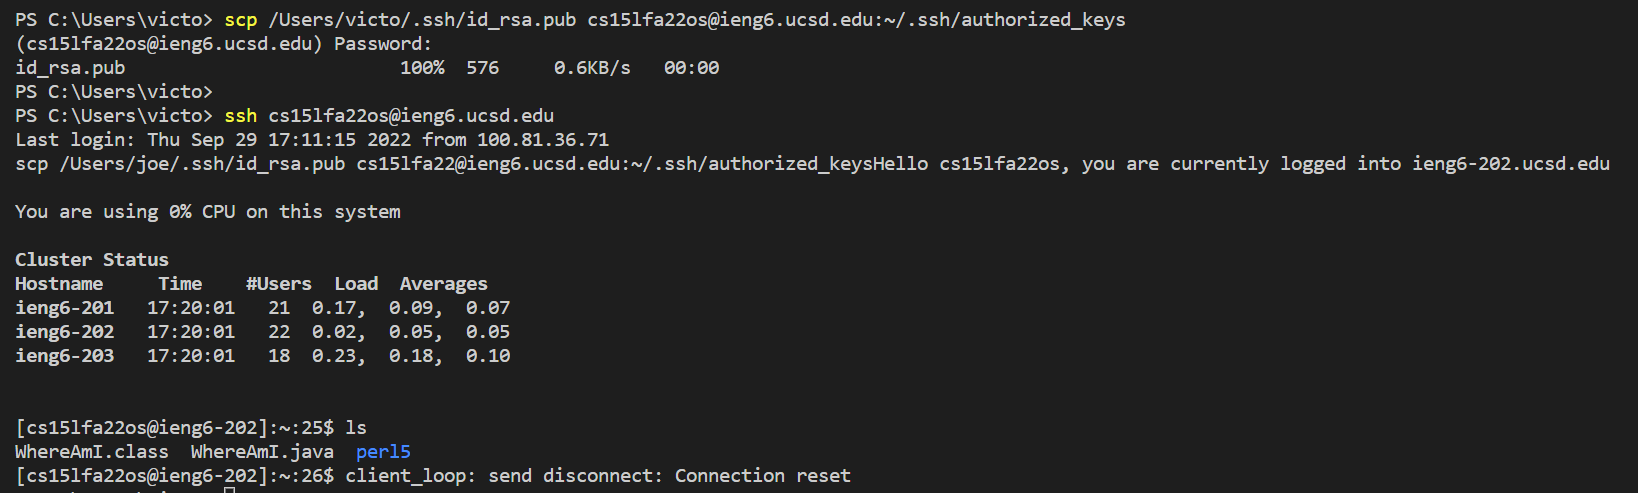 PS C:\Users\victo> scp /Users/victo/.ssh/id_rsa.pub cs15lfa22os@ieng6.ucsd.edu:~/.ssh/authorized_keys
(cs15lfa22os@ieng6.ucsd.edu) Password:
id_rsa.pub                         100%  576     0.6KB/s   00:00
PS C:\Users\victo>
PS C:\Users\victo> ssh cs15lfa22os@ieng6.ucsd.edu
Last login: Thu Sep 29 17:11:15 2022 from 100.81.36.71
scp /Users/joe/.ssh/id_rsa.pub cs15lfa22@ieng6.ucsd.edu:~/.ssh/authorized_keysHello cs15lfa22os, you are currently logged into ieng6-202.ucsd.edu
You are using 0% CPU on this system
Cluster Status
Hostname     Time    #Users  Load  Averages
ieng6-201   17:20:01   21  0.17,  0.09,  0.07
ieng6-202   17:20:01   22  0.02,  0.05,  0.05
ieng6-203   17:20:01   18  0.23,  0.18,  0.10
[cs15lfa22os@ieng6-202]:~:25$ ls
WhereAmI.class  WhereAmI.java  perl5
[cs15lfa22os@ieng6-202]:~:26$ client_loop: send disconnect: Connection reset